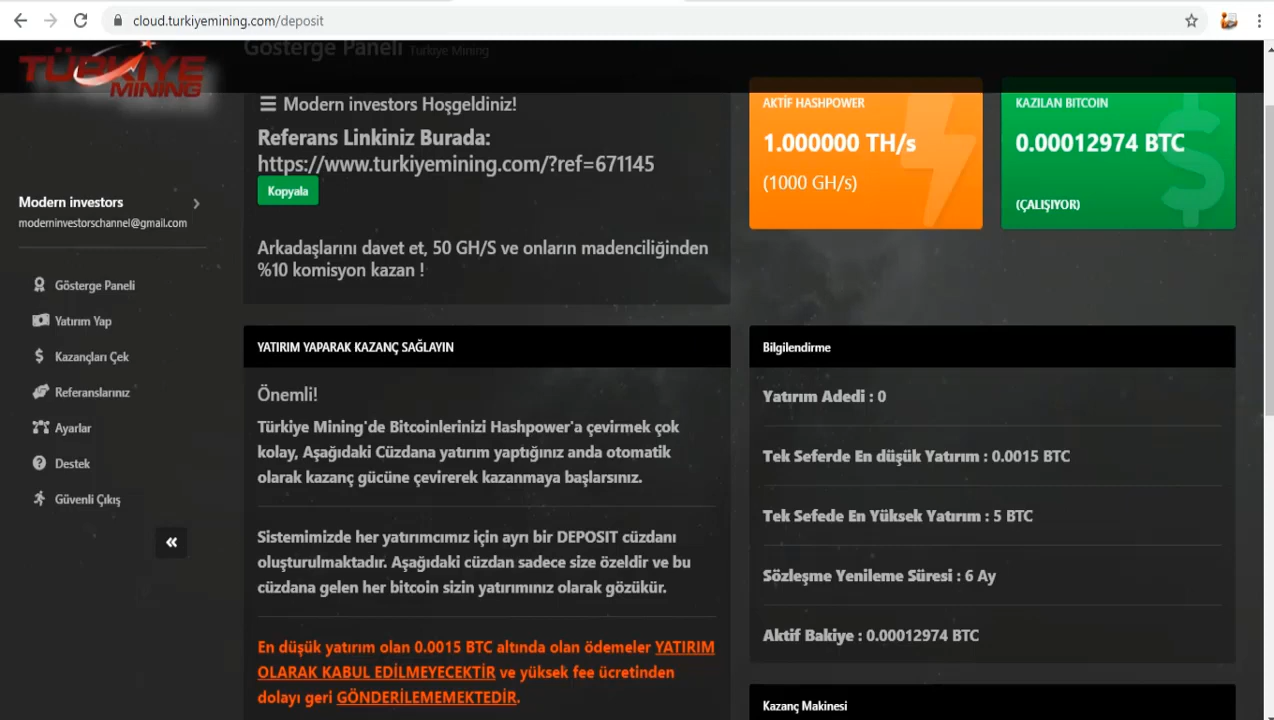 cloud.turkiyemining.com/deposit
TÜRKİYE
MINING
Gösterge Paneli Türkiye Mining
Modern investors Hoşgeldiniz!
Referans Linkiniz Burada:
https://www.turkiyemining.com/?ref=671145
Kopyala
Arkadaşlarını davet et, 50 GH/S ve onların madenciliğinden
%10 komisyon kazan !
AKTİF HASHPOWER
1.000000 TH/s
(1000 GH/s)
KAZILAN BITCOIN
0.00012974 BTC
(ÇALIŞIYOR)
Modern investors
moderninvestorschannel@gmail.com
Gösterge Paneli
Yatırım Yap
Kazançları Çek
Referanslarınız
Ayarlar
Destek
Güvenli Çıkış
YATIRIM YAPARAK KAZANÇ SAĞLAYIN
Önemli!
Türkiye Mining'de Bitcoinlerinizi Hashpower'a çevirmek çok
kolay, Aşağıdaki Cüzdana yatırım yaptığınız anda otomatik
olarak kazanç gücüne çevirerek kazanmaya başlarsınız.
Sistemimizde her yatırımcımız için ayrı bir DEPOSIT cüzdanı
oluşturulmaktadır. Aşağıdaki cüzdan sadece size özeldir ve bu
cüzdana gelen her bitcoin sizin yatırımınız olarak gözükür.
En düşük yatırım olan 0.0015 BTC altında olan ödemeler YATIRIM
OLARAK KABUL EDİLMEYECEKTİR ve yüksek fee ücretinden
dolayı geri GÖNDERİLEMEMEKTEDİR.
Bilgilendirme
Yatırım Adedi : 0
Tek Seferde En düşük Yatırım : 0.0015 BTC
Tek Sefede En Yüksek Yatırım : 5 BTC
Sözleşme Yenileme Süresi : 6 Ay
Aktif Bakiye : 0.00012974 BTC
Kazanç Makinesi